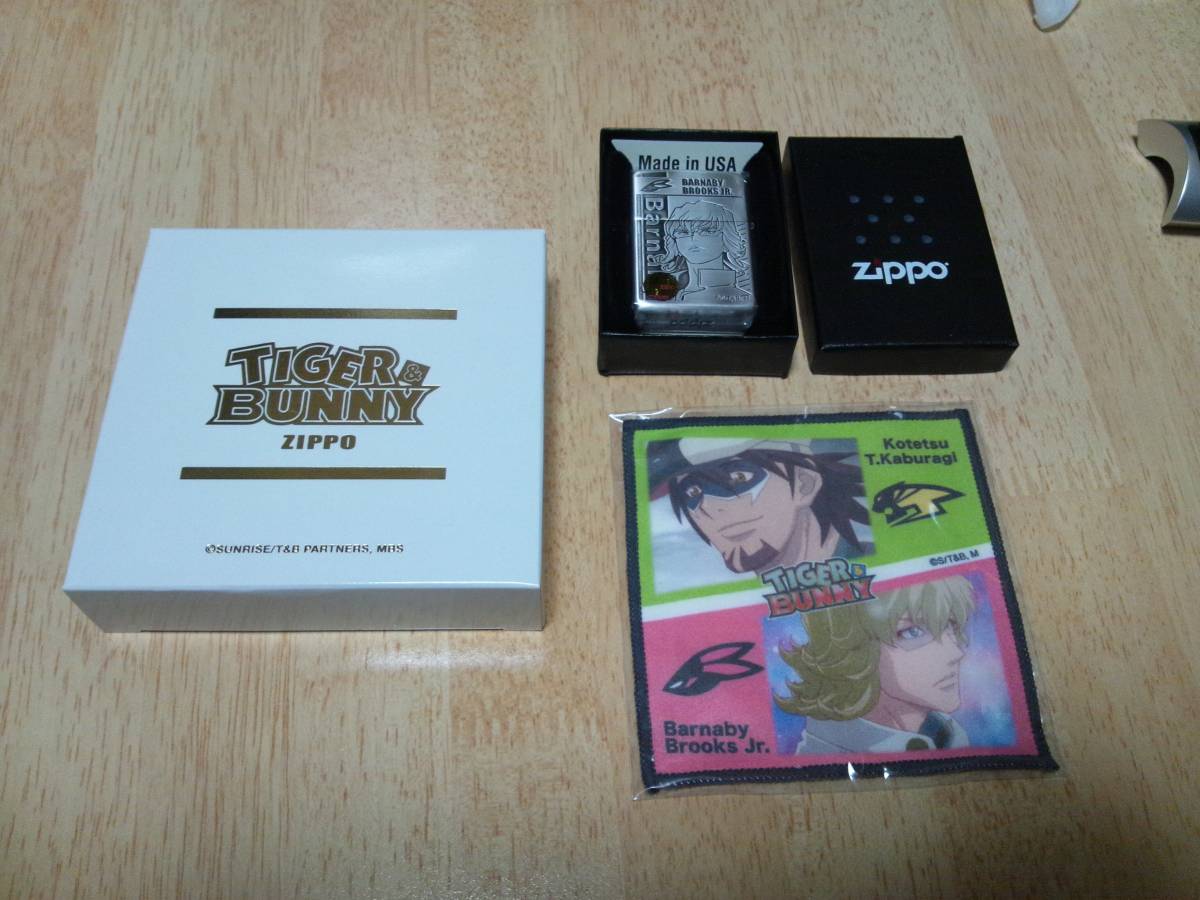 TIGER &
BUNNY
ZIPPO
©SUNRISE/T&B PARTNERS, MBS
Made in USA
BARNABY
BROOKS JR.
zippo
Kotetsu
T.Kaburagi
©S/T&B, M
TIGER &
BUNNY
Barnaby
Brooks Jr.